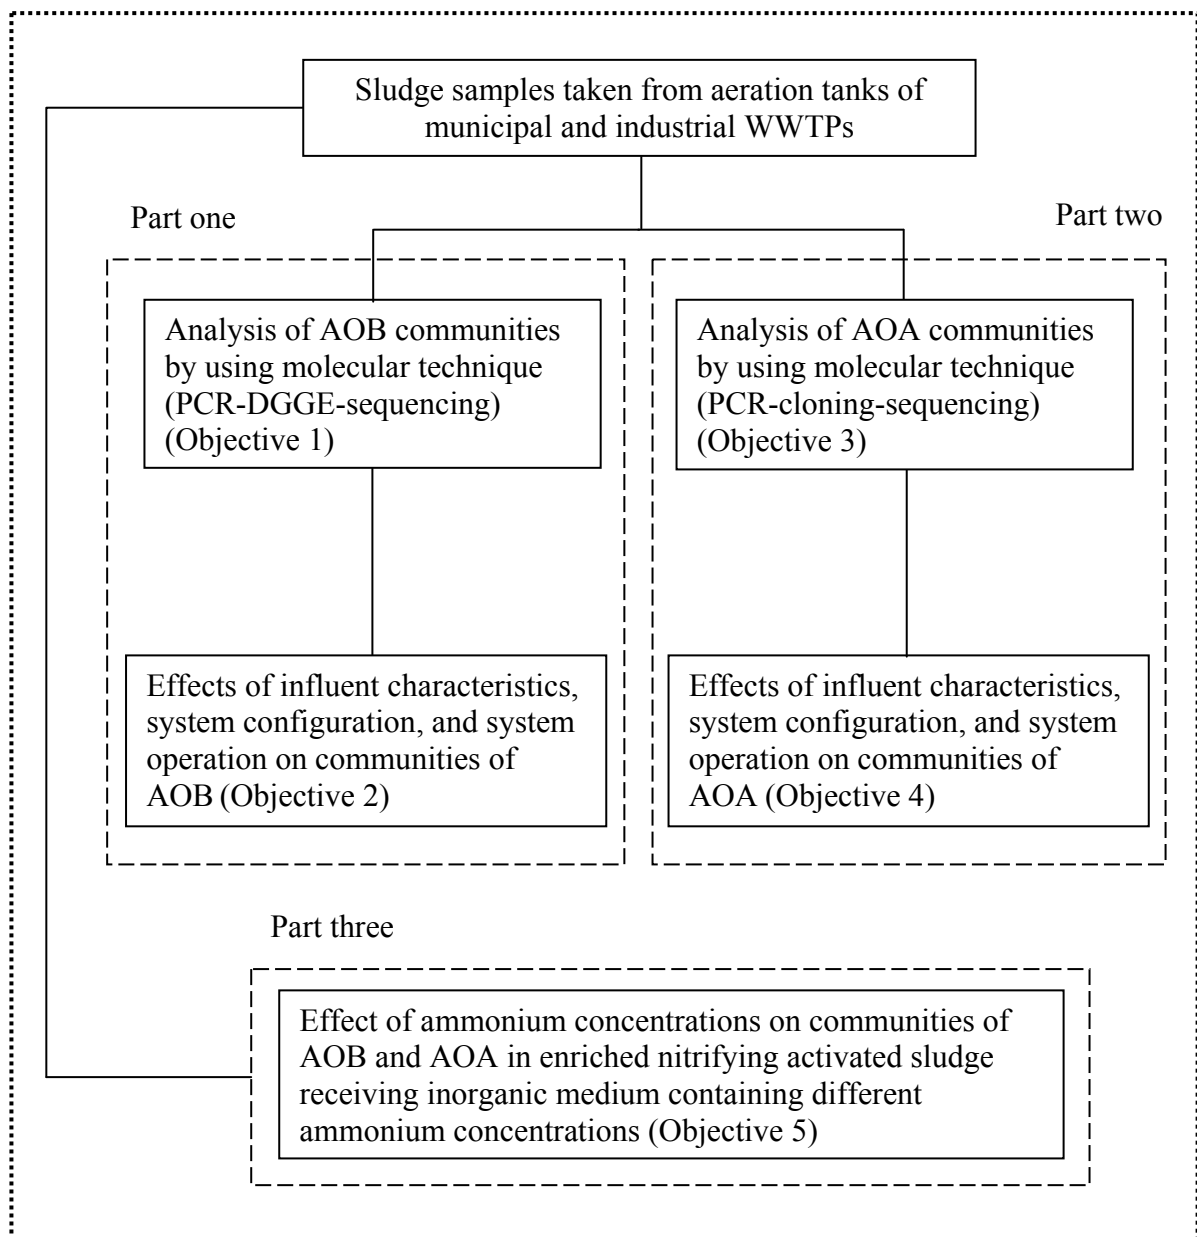 Sludge samples taken from aeration tanks of
municipal and industrial WWTPs
Part one
Part two
Analysis of AOB communities
by using molecular technique
(PCR-DGGE-sequencing)
(Objective 1)
Analysis of AOA communities
by using molecular technique
(PCR-cloning-sequencing)
(Objective 3)
Effects of influent characteristics,
system configuration, and system
operation on communities of
AOB (Objective 2)
Effects of influent characteristics,
system configuration, and system
operation on communities of
AOA (Objective 4)
Part three
Effect of ammonium concentrations on communities of
AOB and AOA in enriched nitrifying activated sludge
receiving inorganic medium containing different
ammonium concentrations (Objective 5)